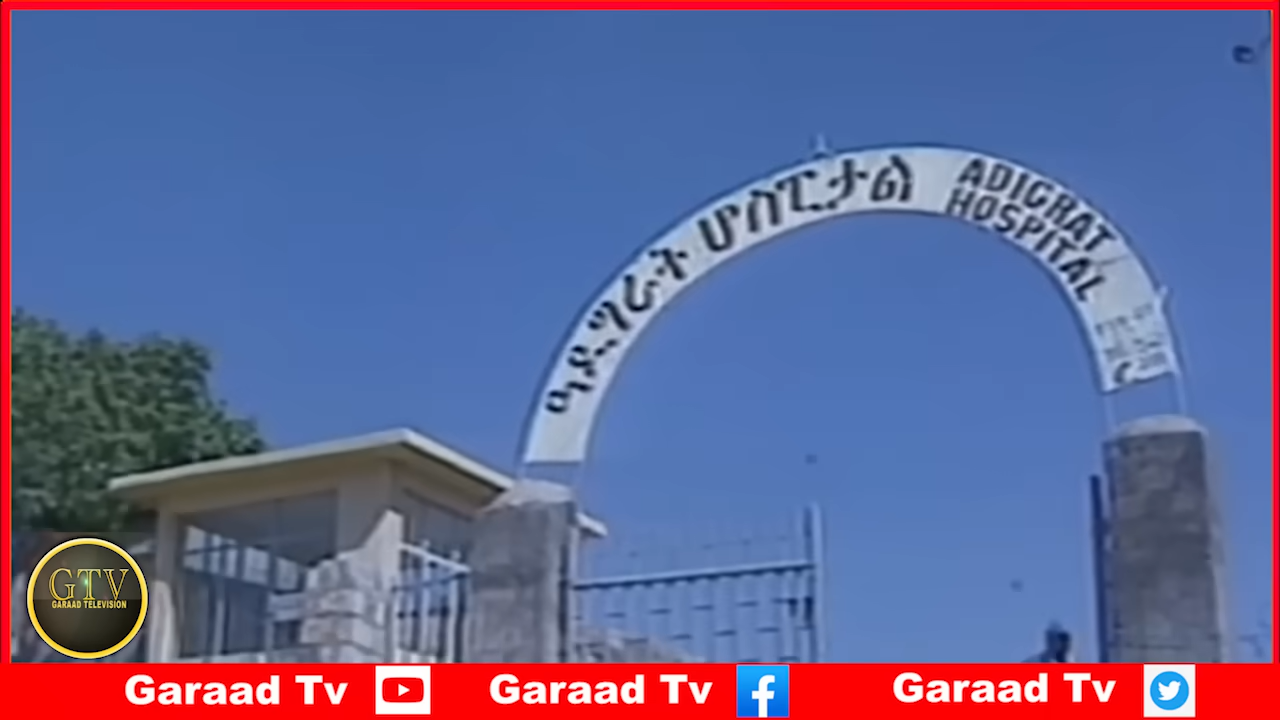 ዓዲግራት ሆስፒታል
ADIGRAT
HOSPITAL
GTV
GARAAD TELEVISION
Garaad Tv
Garaad Tv
Garaad Tv